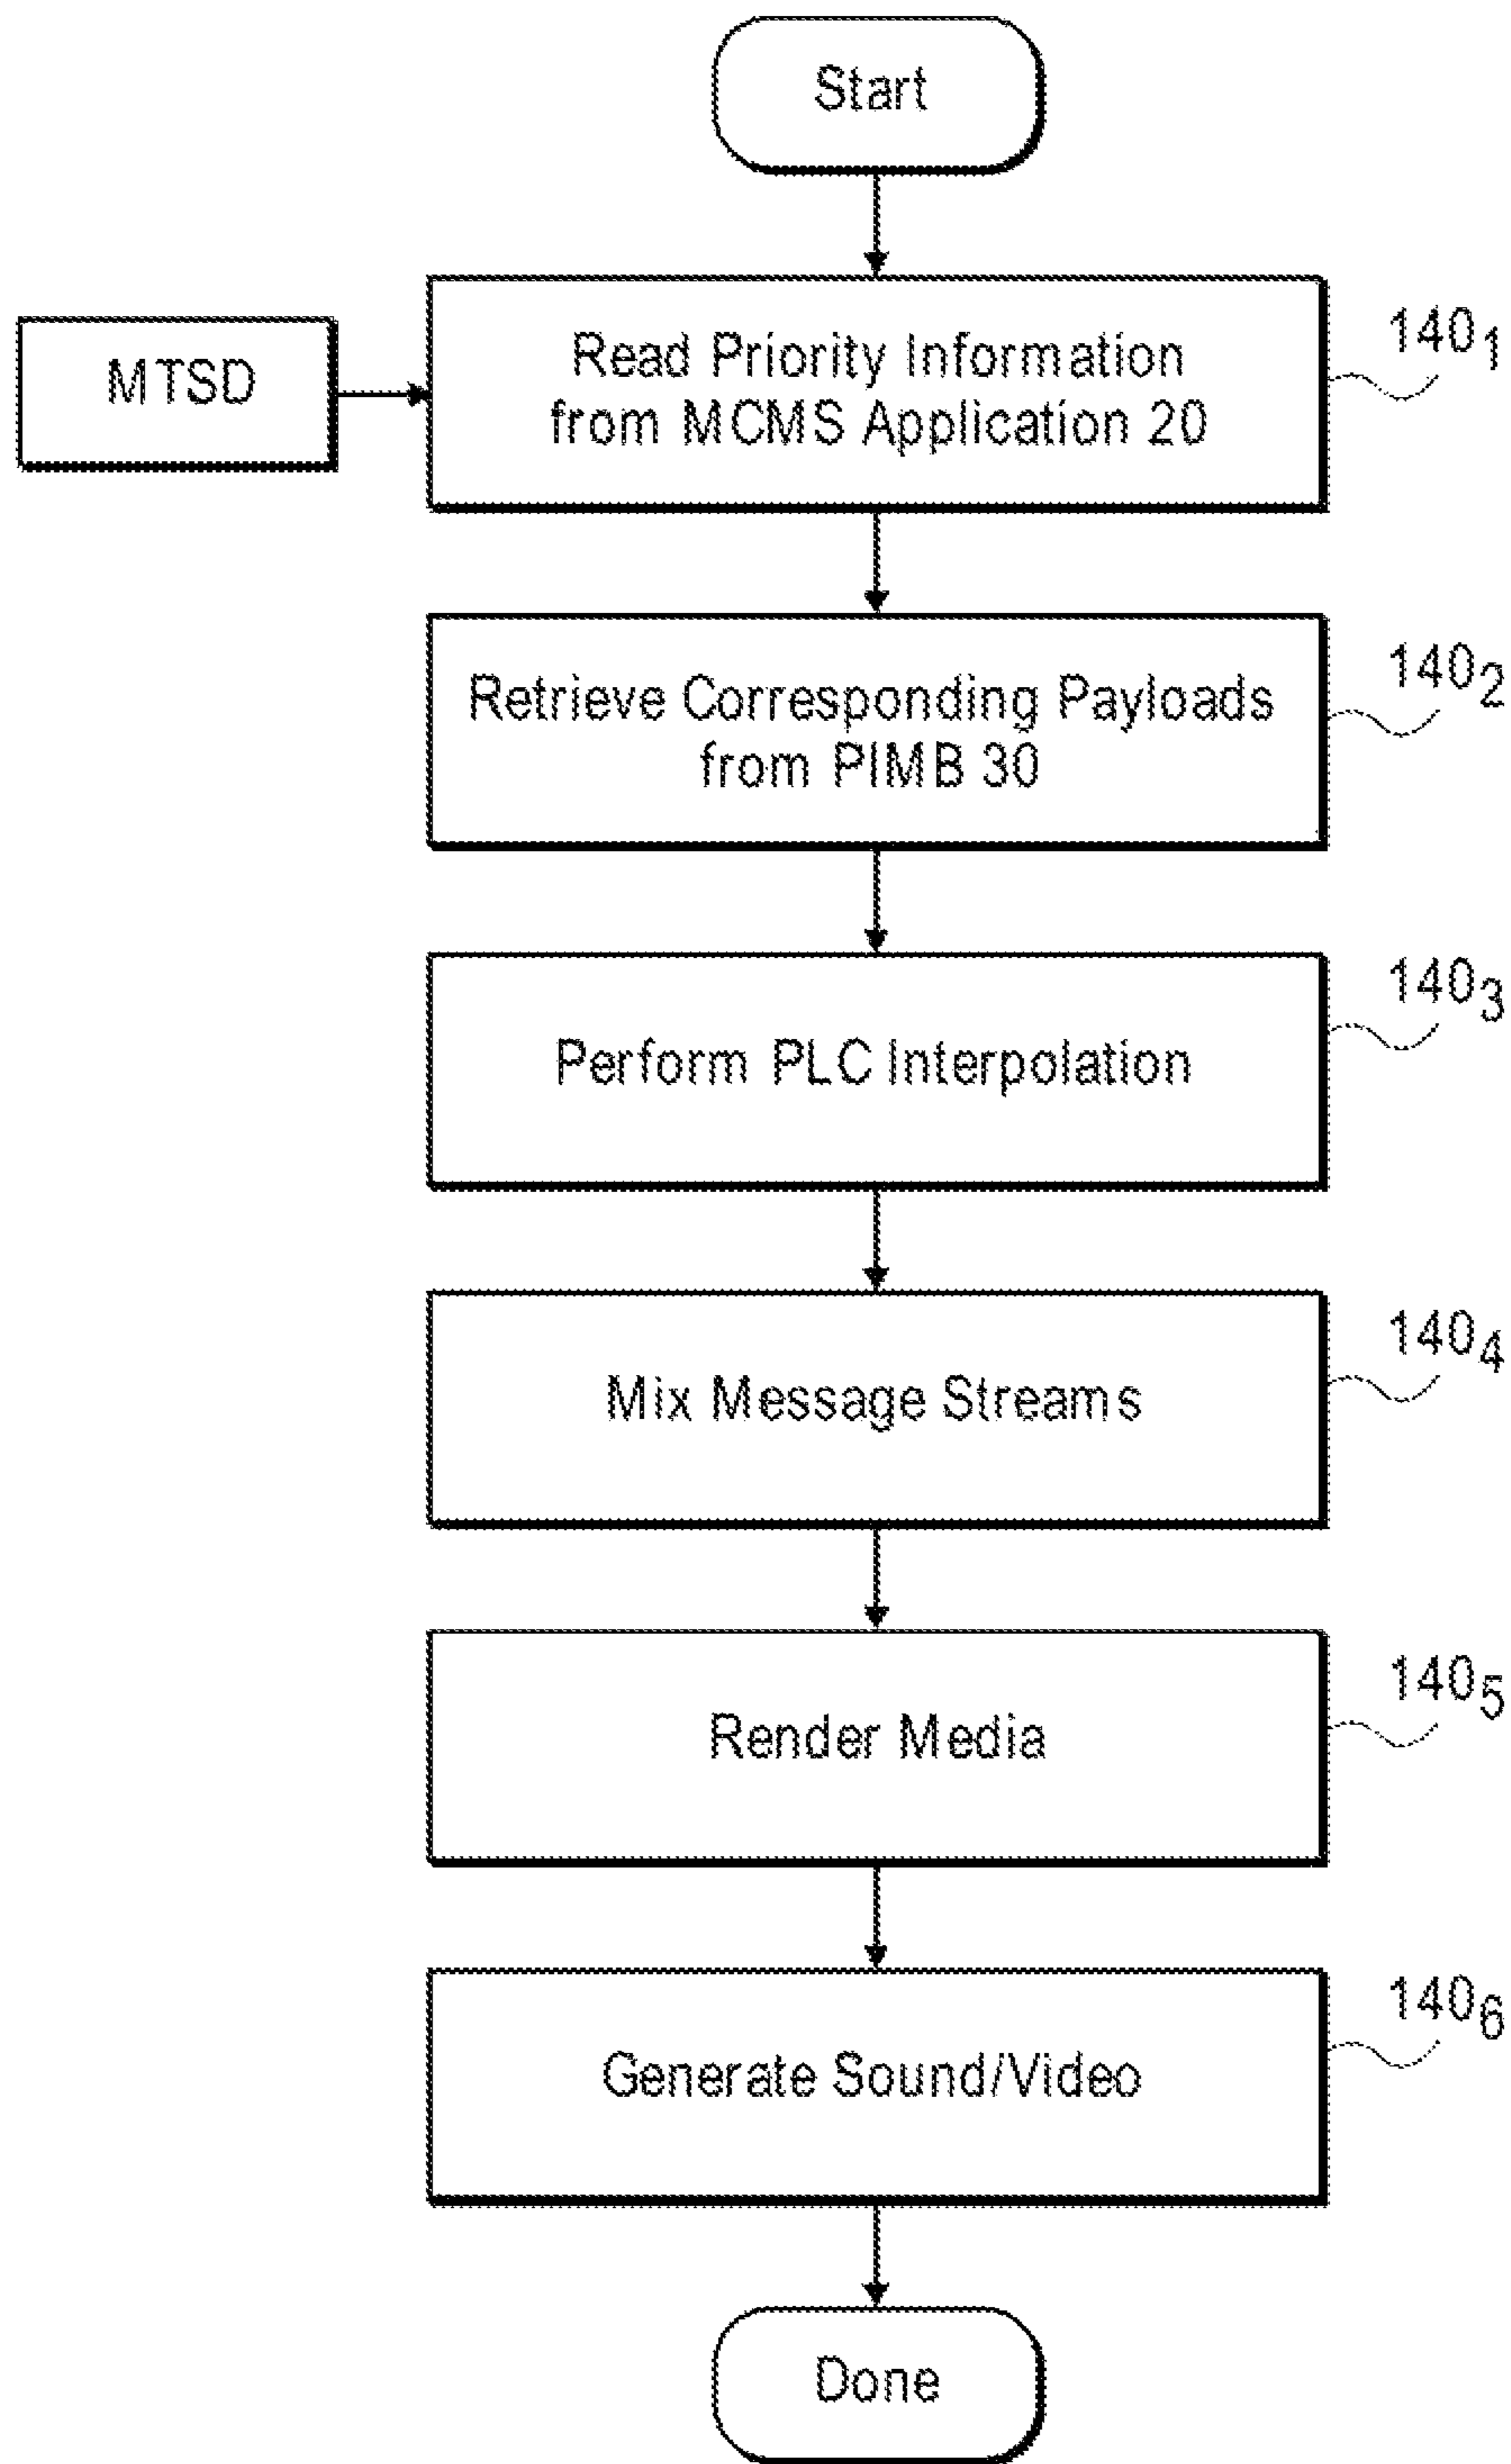 Start
MTSD
Read Priority Information
from MCMS Application 20
140₁
Retrieve Corresponding Payloads
from PIMB 30
140₂
Perform PLC Interpolation
140₃
Mix Message Streams
140₄
Render Media
140₅
Generate Sound/Video
140₆
Done